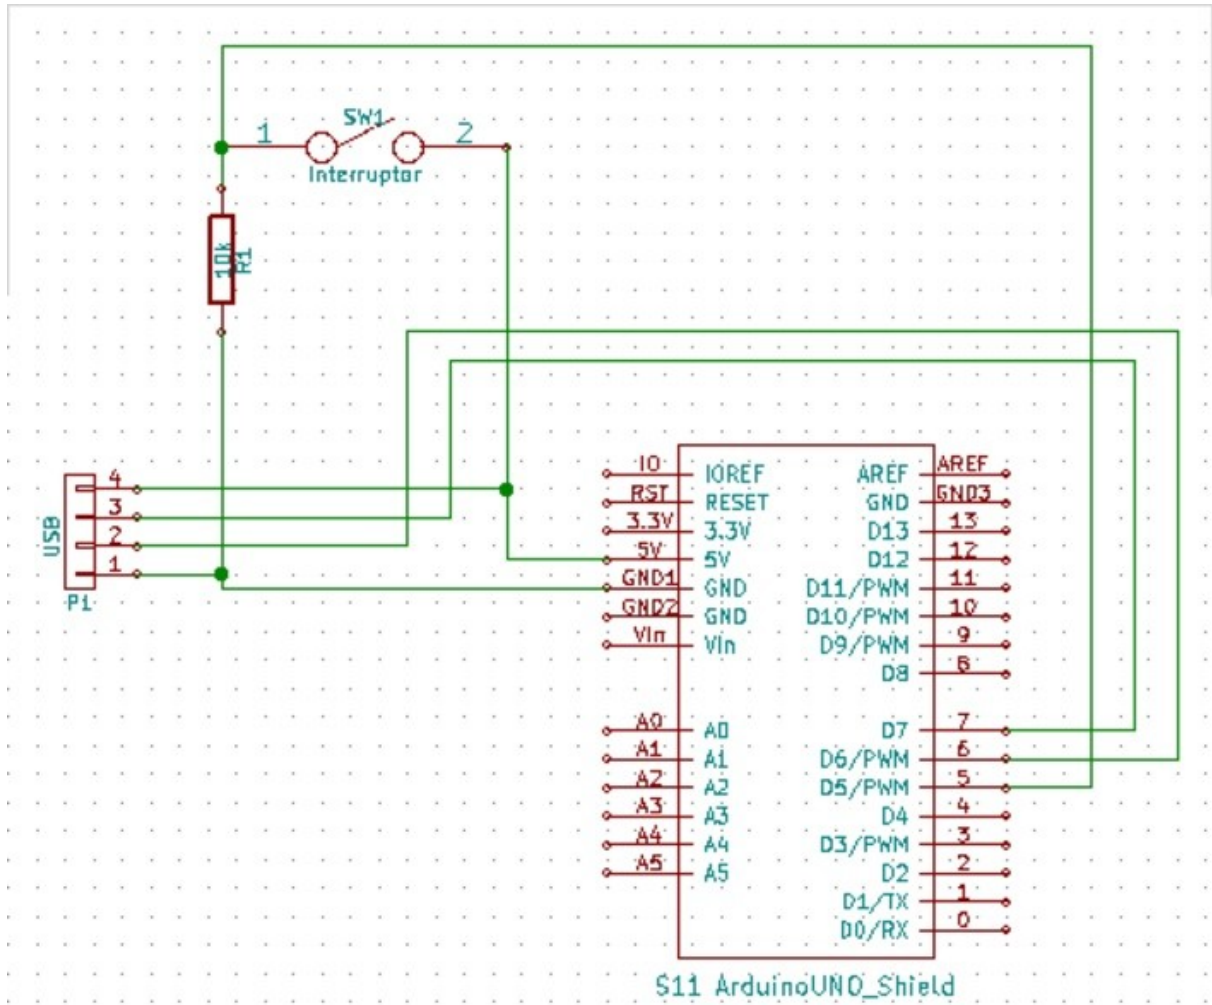 SW1
1 2
Interruptor
10k
R1
USB
4
3
2
1
P1
IO IOREF AREF AREF
RST RESET GND GND3
3.3V 3.3V D13 13
5V 5V D12 12
GND1 GND D11/PWM 11
GND2 GND D10/PWM 10
Vin Vin D9/PWM 9
D8 8
A0 A0 D7 7
A1 A1 D6/PWM 6
A2 A2 D5/PWM 5
A3 A3 D4 4
A4 A4 D3/PWM 3
A5 A5 D2 2
D1/TX 1
D0/RX 0
S11 ArduinoUNO_Shield